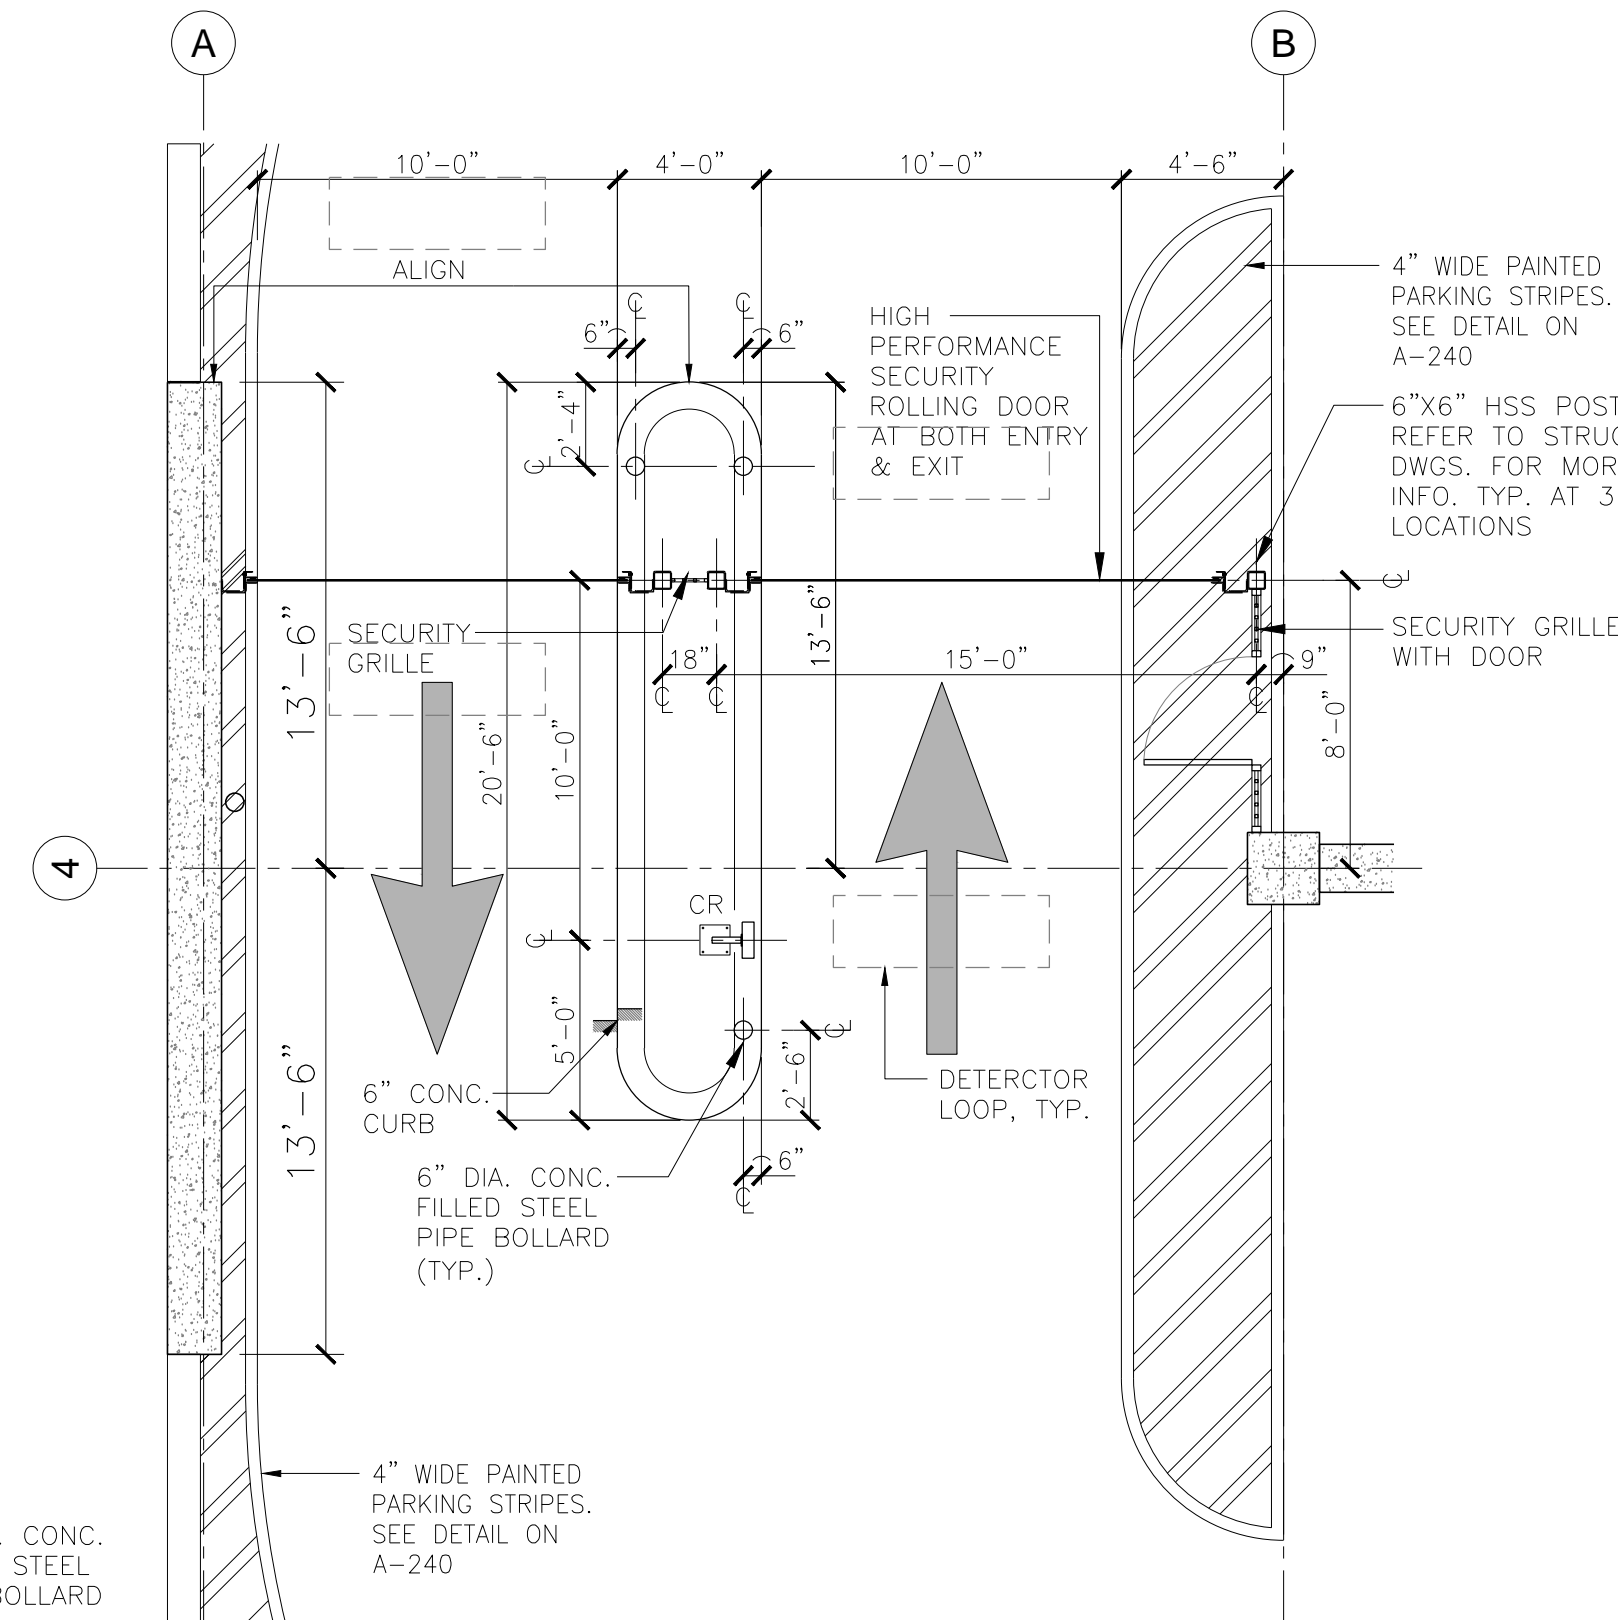 A
B
10'-0"
4'-0"
10'-0"
4'-6"
ALIGN
6"
6"
HIGH
PERFORMANCE
SECURITY
ROLLING DOOR
AT BOTH ENTRY
& EXIT
4" WIDE PAINTED
PARKING STRIPES.
SEE DETAIL ON
A-240
6"X6" HSS POST
REFER TO
DWGS. FOR
INFO. TYP. AT 3
LOCATIONS
2'-4"
13'-6"
13'-6"
SECURITY
GRILLE
18"
15'-0"
9"
SECURITY GRILLE
WITH DOOR
8'-0"
20'-6"
10'-0"
4
CR
5'-0"
2'-6"
13'-6"
6" CONC.
CURB
DETERCTOR
LOOP, TYP.
6"
6" DIA. CONC.
FILLED STEEL
PIPE BOLLARD
(TYP.)
4" WIDE PAINTED
PARKING STRIPES.
SEE DETAIL ON
A-240
. CONC.
STEEL
BOLLARD